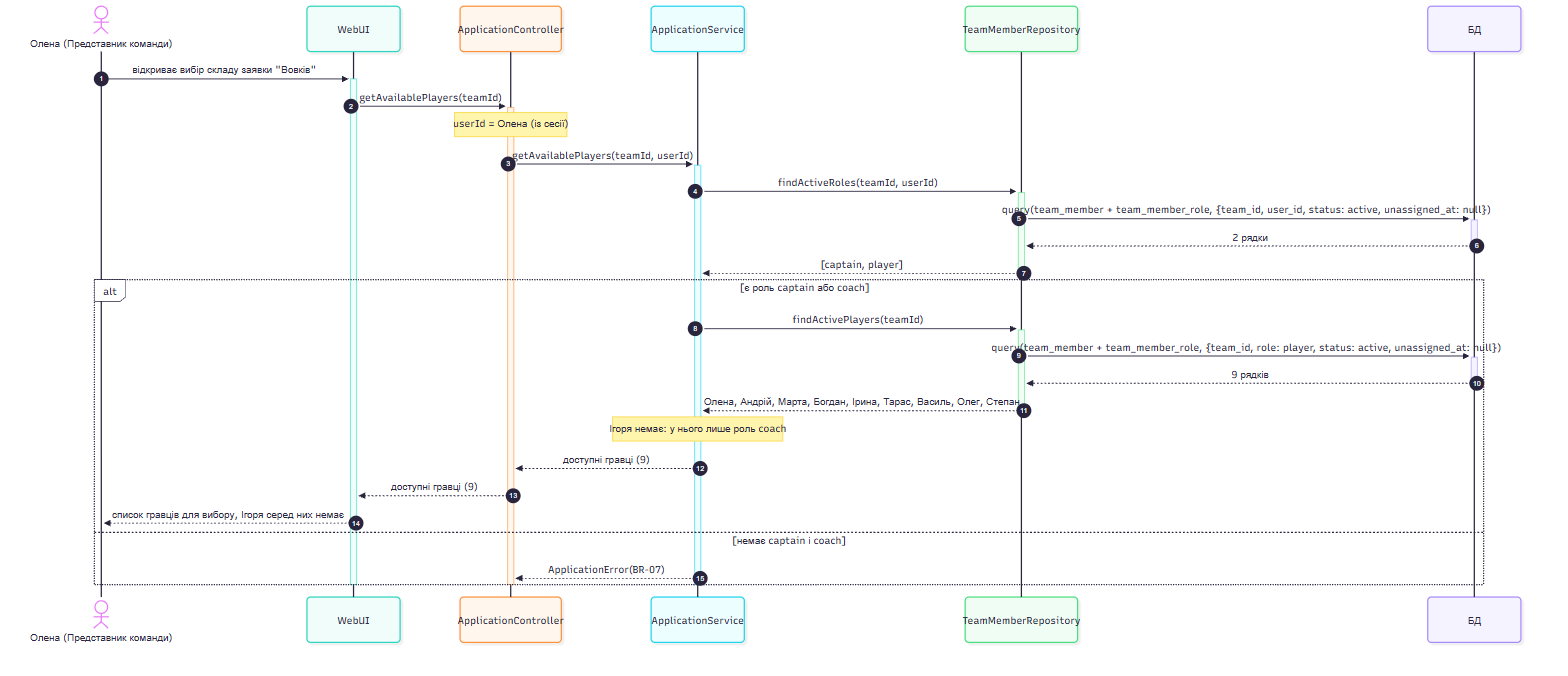 Олена (Представник команди)
WebUI
ApplicationController
ApplicationService
TeamMemberRepository
БД
1
відкриває вибір складу заявки "Вовків"
2
getAvailablePlayers(teamId)
userId = Олена (із сесії)
3
getAvailablePlayers(teamId, userId)
4
findActiveRoles(teamId, userId)
5
query(team_member + team_member_role, {team_id, user_id, status: active, unassigned_at: null})
2 рядки
6
[captain, player]
7
alt
[є роль captain або coach]
8
findActivePlayers(teamId)
9
query(team_member + team_member_role, {team_id, role: player, status: active, unassigned_at: null})
9 рядків
10
Олена, Андрій, Марта, Богдан, Ірина, Тарас, Василь, Олег, Степан
11
Ігоря немає: у нього лише роль coach
доступні гравці (9)
12
доступні гравці (9)
13
список гравців для вибору, Ігоря серед них немає
14
[немає captain і coach]
ApplicationError(BR-07)
15
Олена (Представник команди)
WebUI
ApplicationController
ApplicationService
TeamMemberRepository
БД